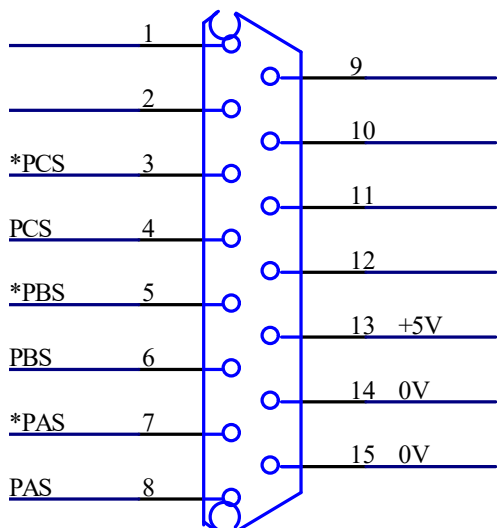 1
2
*PCS 3
PCS 4
*PBS 5
PBS 6
*PAS 7
PAS 8
9
10
11
12
13 +5V
14 0V
15 0V